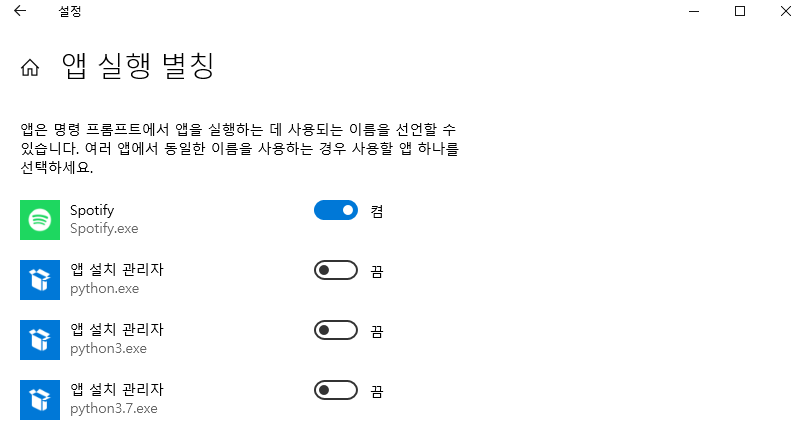 설정
앱 실행 별칭
앱은 명령 프롬프트에서 앱을 실행하는 데 사용되는 이름을 선언할 수
있습니다. 여러 앱에서 동일한 이름을 사용하는 경우 사용할 앱 하나를
선택하세요.
Spotify
켬
Spotify.exe
앱 설치 관리자
끔
python.exe
앱 설치 관리자
끔
python3.exe
앱 설치 관리자
끔
python3.7.exe